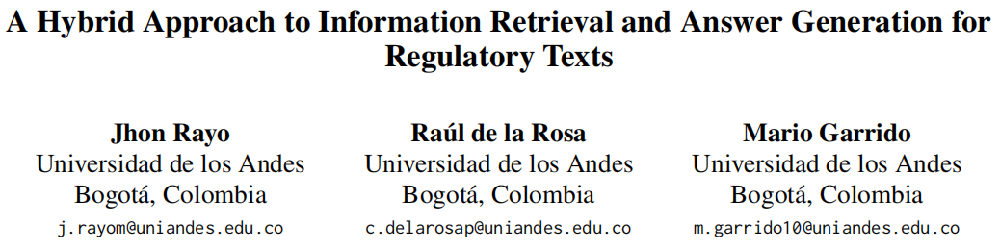 A Hybrid Approach to Information Retrieval and Answer Generation for
Regulatory Texts
Jhon Rayo
Universidad de los Andes
Bogotá, Colombia
j.rayom@uniandes.edu.co
Raúl de la Rosa
Universidad de los Andes
Bogotá, Colombia
c.delarosap@uniandes.edu.co
Mario Garrido
Universidad de los Andes
Bogotá, Colombia
m.garrido10@uniandes.edu.co